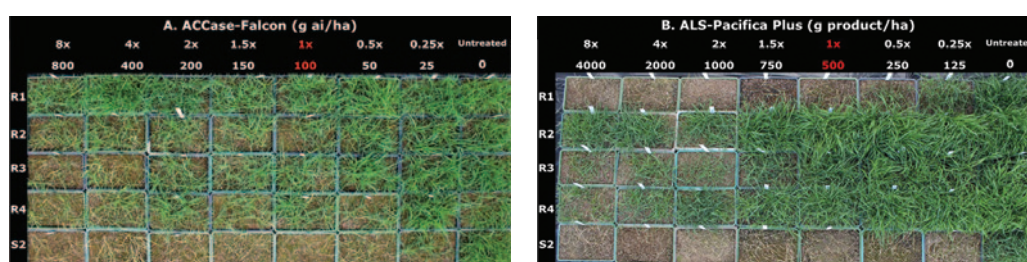 A. ACCase-Falcon (g ai/ha)
8x 4x 2x 1.5x 1x 0.5x 0.25x Untreated
800 400 200 150 100 50 25 0
R1
R2
R3
R4
S2
B. ALS-Pacifica Plus (g product/ha)
8x 4x 2x 1.5x 1x 0.5x 0.25x Untreate
4000 2000 1000 750 500 250 125 0
R1
R2
R3
R4
S2